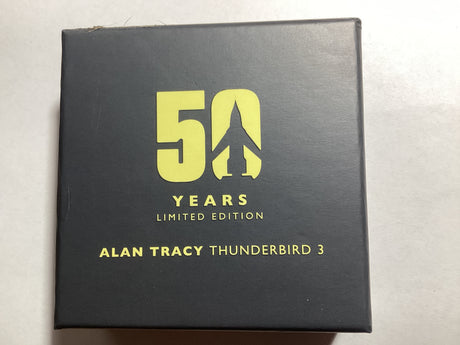 50
YEARS
LIMITED EDITION
ALAN TRACY THUNDERBIRD 3